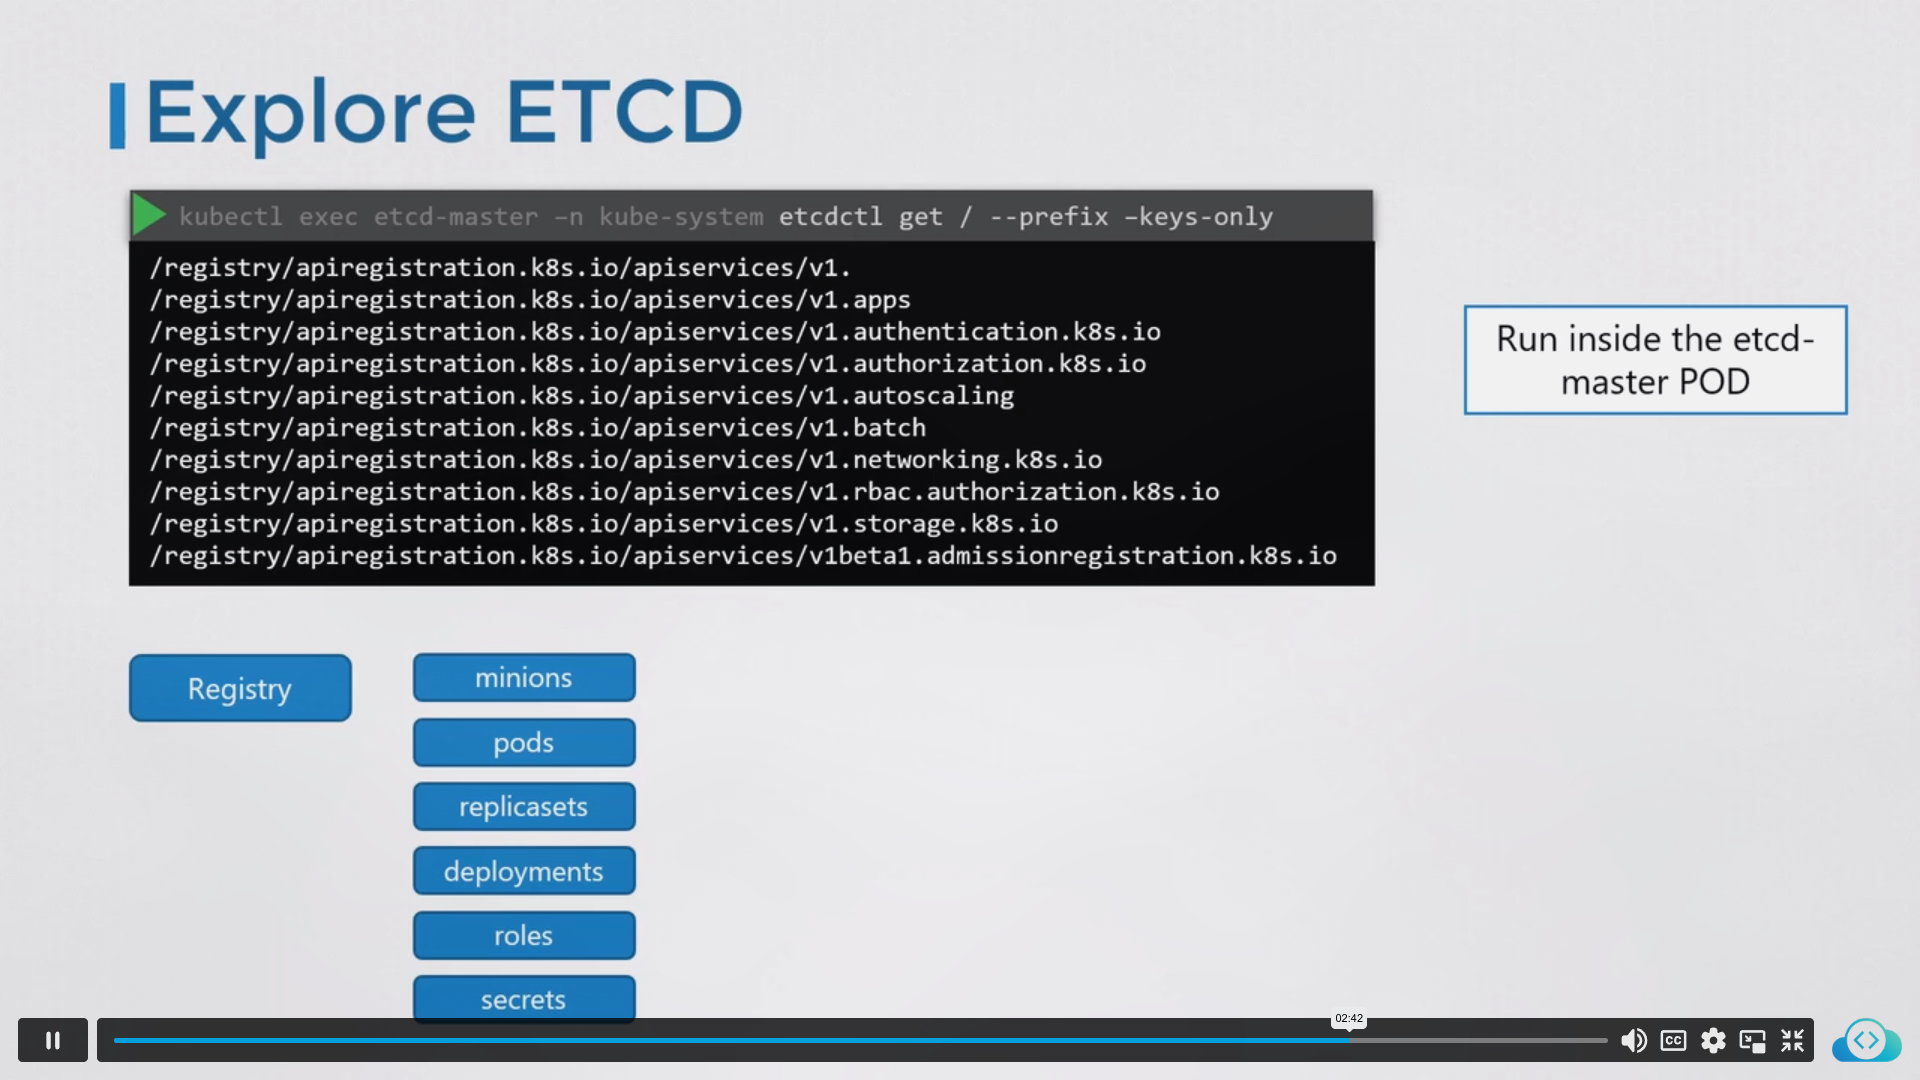 Explore ETCD
kubectl exec etcd-master –n kube-system etcdctl get / --prefix –keys-only
/registry/apiregistration.k8s.io/apiservices/v1.
/registry/apiregistration.k8s.io/apiservices/v1.apps
/registry/apiregistration.k8s.io/apiservices/v1.authentication.k8s.io
/registry/apiregistration.k8s.io/apiservices/v1.authorization.k8s.io
/registry/apiregistration.k8s.io/apiservices/v1.autoscaling
/registry/apiregistration.k8s.io/apiservices/v1.batch
/registry/apiregistration.k8s.io/apiservices/v1.networking.k8s.io
/registry/apiregistration.k8s.io/apiservices/v1.rbac.authorization.k8s.io
/registry/apiregistration.k8s.io/apiservices/v1.storage.k8s.io
/registry/apiregistration.k8s.io/apiservices/v1beta1.admissionregistration.k8s.io
Run inside the etcd-
master POD
Registry
minions
pods
replicasets
deployments
roles
secrets
02:42
CC